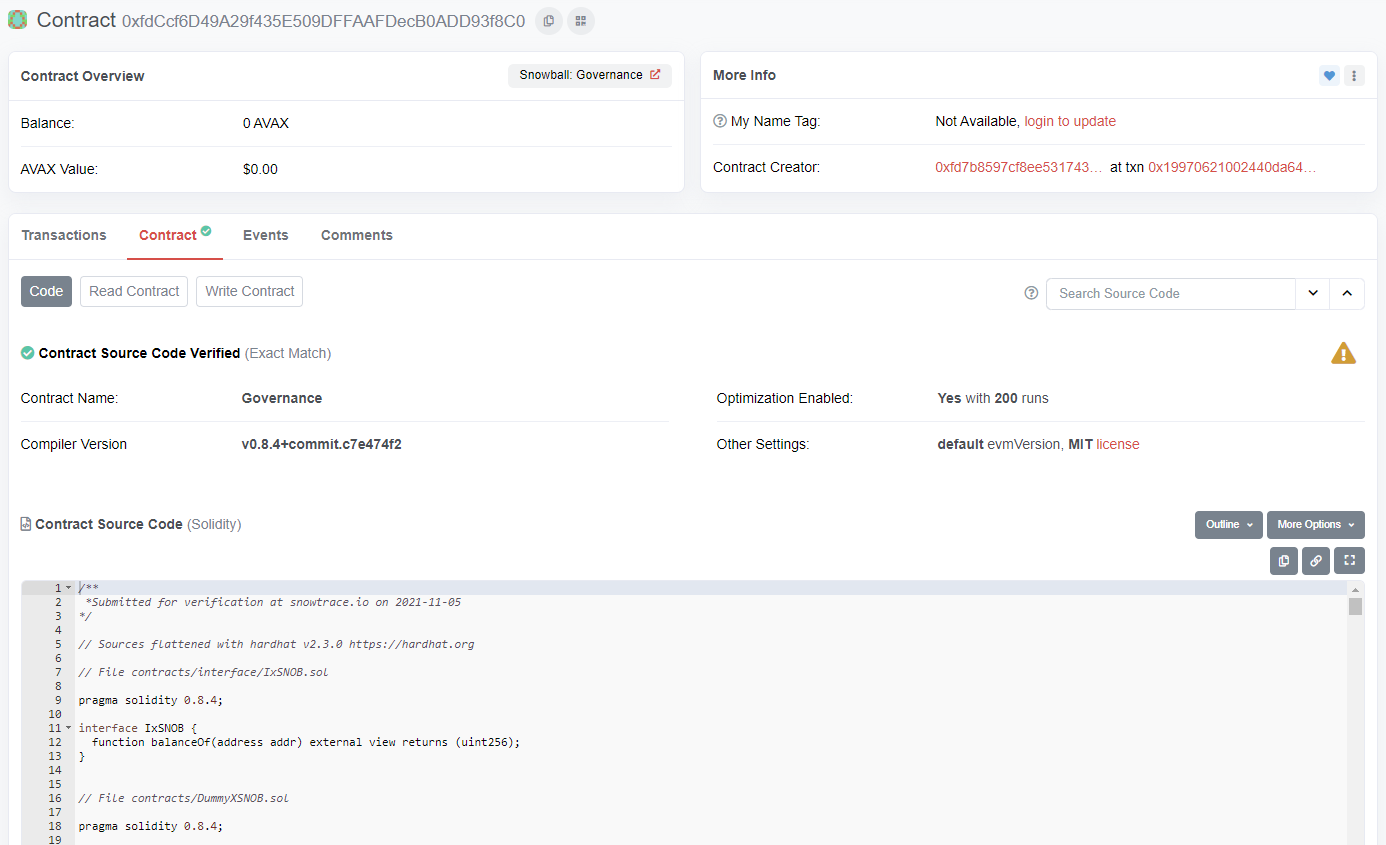 Contract 0xfdCcf6D49A29f435E509DFFAAFDecB0ADD93f8C0
Contract Overview
Snowball: Governance
Balance: 0 AVAX
AVAX Value: $0.00
More Info
My Name Tag: Not Available, login to update
Contract Creator: 0xfd7b8597cf8ee531743... at txn 0x19970621002440da64...
Transactions Contract Events Comments
Code Read Contract Write Contract
Search Source Code
Contract Source Code Verified (Exact Match)
Contract Name: Governance
Compiler Version v0.8.4+commit.c7e474f2
Optimization Enabled: Yes with 200 runs
Other Settings: default evmVersion, MIT license
Contract Source Code (Solidity)
Outline More Options
1 /**
2 *Submitted for verification at snowtrace.io on 2021-11-05
3 */
4
5 // Sources flattened with hardhat v2.3.0 https://hardhat.org
6
7 // File contracts/interface/IxSNOB.sol
8
9 pragma solidity 0.8.4;
10
11 interface IxSNOB {
12 function balanceOf(address addr) external view returns (uint256);
13 }
14
15
16 // File contracts/DummyXSNOB.sol
17
18 pragma solidity 0.8.4;
19